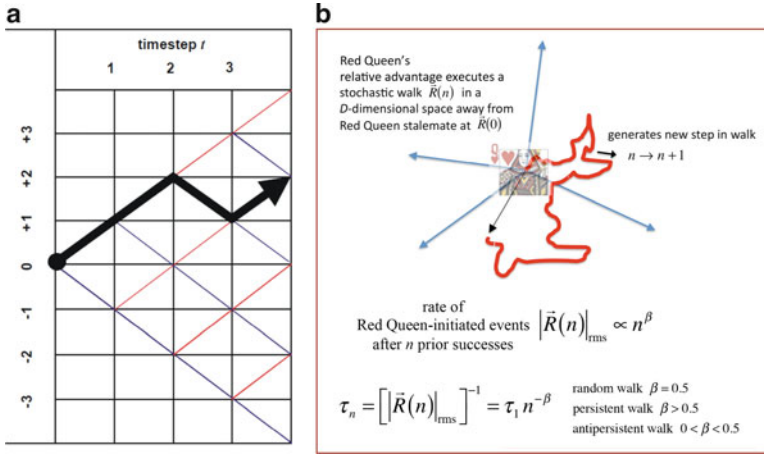 a
timestep t
1 2 3
+3
+2
+1
0
-1
-2
-3
b
Red Queen's
relative advantage executes a
stochastic walk R⃗(n) in a
D-dimensional space away from
Red Queen stalemate at R⃗(0)
Q
generates new step in walk
n → n+1
rate of
Red Queen-initiated events |R⃗(n)|rms ∝ n^β
after n prior successes
τn = [|R⃗(n)|rms]^-1 = τ1 n^-β
random walk β = 0.5
persistent walk β > 0.5
antipersistent walk 0 < β < 0.5